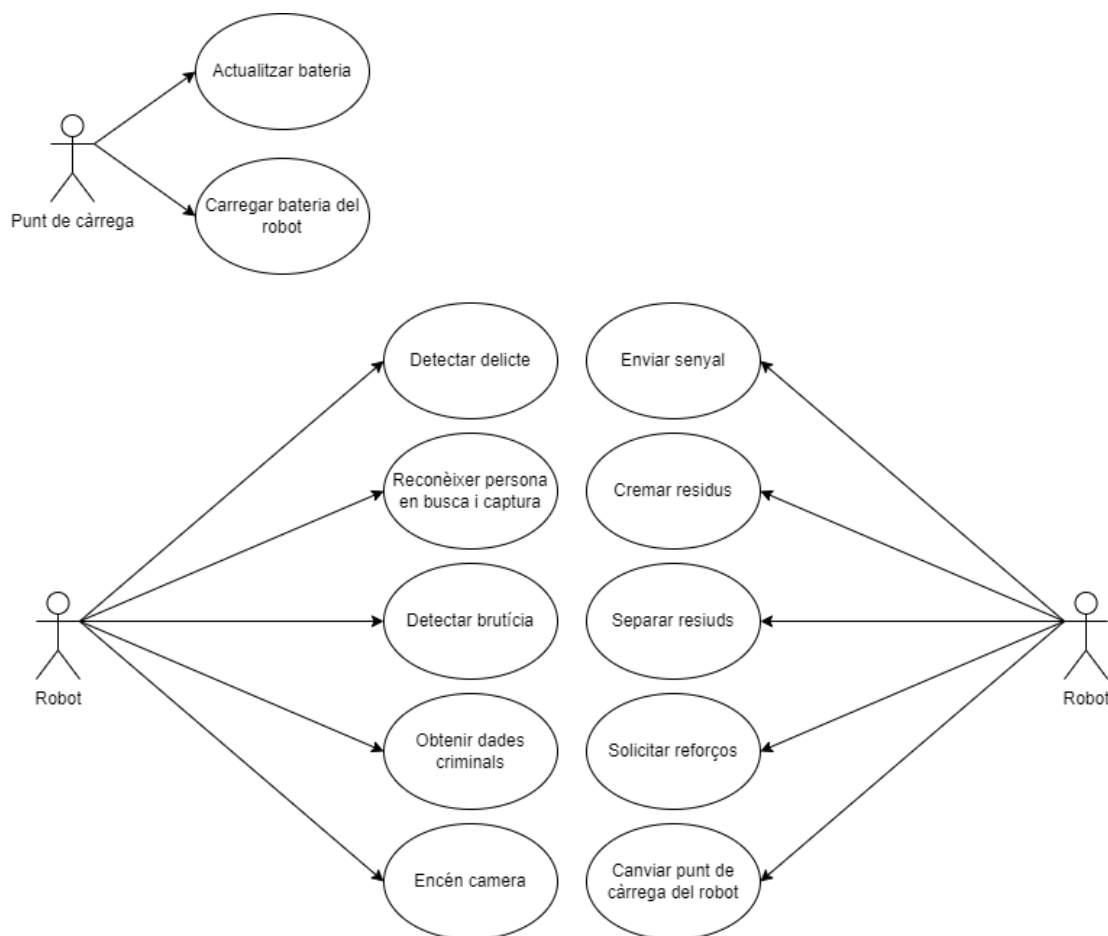 Actualitzar bateria
Punt de càrrega
Carregar bateria del
robot
Detectar delicte
Enviar senyal
Reconèixer persona
en busca i captura
Cremar residus
Detectar brutícia
Separar resiuds
Robot
Robot
Obtenir dades
criminals
Solicitar reforços
Encén camera
Canviar punt de
càrrega del robot